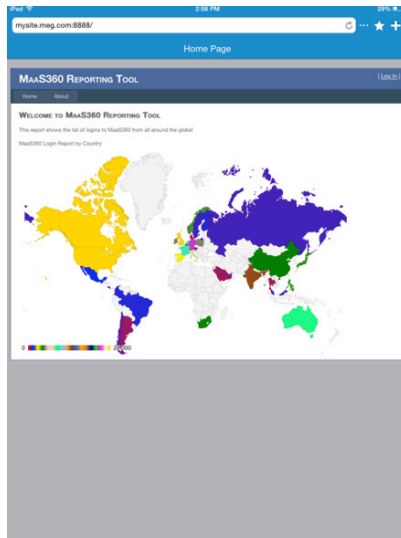 iPad 2:58 PM 29%
mysite.meg.com:8888/
Home Page
MaaS360 Reporting Tool [ Log In ]
Home About
Welcome to MaaS360 Reporting Tool
This report shows the list of logins to MaaS360 from all around the globe!
MaaS360 Login Report by Country
0